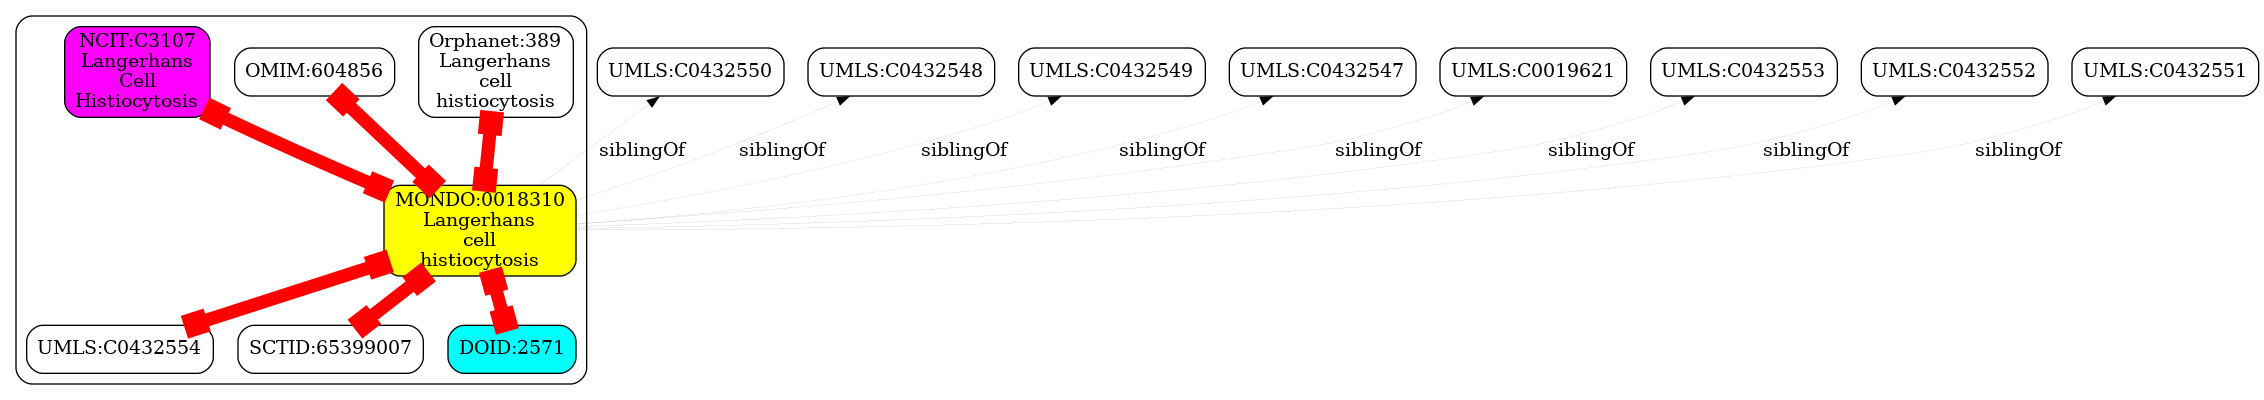 NCIT:C3107
Langerhans
Cell
Histiocytosis
OMIM:604856
Orphanet:389
Langerhans
cell
histiocytosis
UMLS:C0432550
UMLS:C0432548
UMLS:C0432549
UMLS:C0432547
UMLS:C0019621
UMLS:C0432553
UMLS:C0432552
UMLS:C0432551
siblingOf
siblingOf
siblingOf
siblingOf
siblingOf
siblingOf
siblingOf
siblingOf
MONDO:0018310
Langerhans
cell
histiocytosis
UMLS:C0432554
SCTID:65399007
DOID:2571